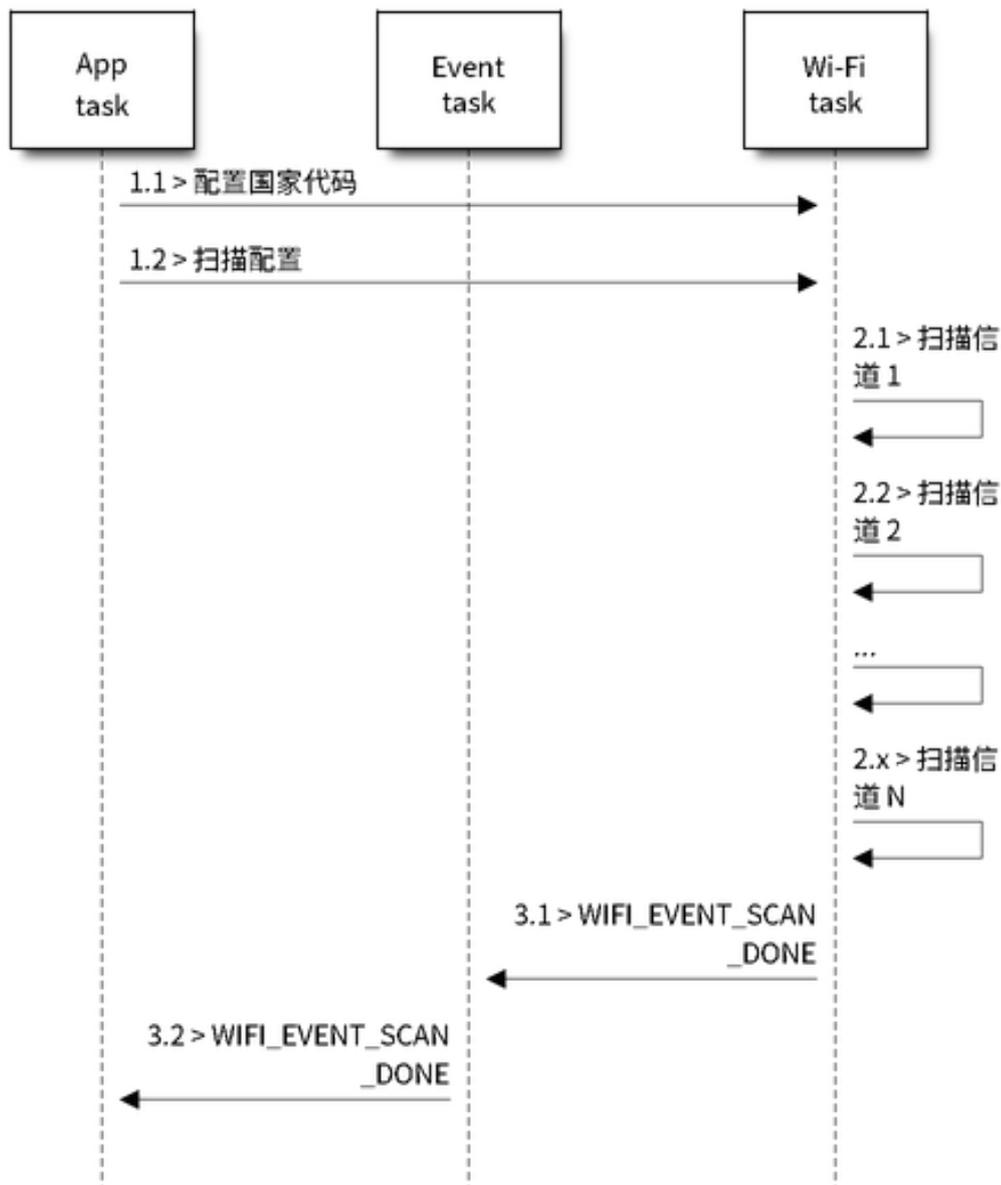 App
task
Event
task
Wi-Fi
task
1.1 > 配置国家代码
1.2 > 扫描配置
2.1 > 扫描信
道 1
2.2 > 扫描信
道 2
...
2.x > 扫描信
道 N
3.1 > WIFI_EVENT_SCAN
_DONE
3.2 > WIFI_EVENT_SCAN
_DONE